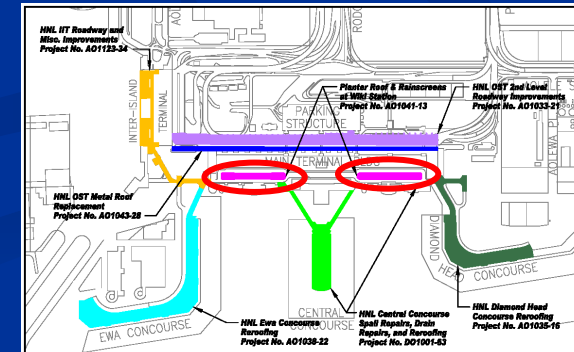 HNL IIT Roadway and
Misc. Improvements
Project No. AO1123-34
Planter Roof & Rainscreens
at Wiki Station
Project No. AO1041-13
HNL OST 2nd Level
Roadway Improvements
Project No. AO1033-21
INTER-ISLAND
TERMINAL
PARKING
STRUCTURE
MAIN TERMINAL BLDG
HNL OST Metal Roof
Replacement
Project No. AO1043-28
DIAMOND
HEAD CONCOURSE
EWA CONCOURSE
CENTRAL
CONCOURSE
HNL Ewa Concourse
Reroofing
Project No. AO1038-22
HNL Central Concourse
Spall Repairs, Drain
Repairs, and Reroofing
Project No. DO1001-53
HNL Diamond Head
Concourse Reroofing
Project No. AO1035-16